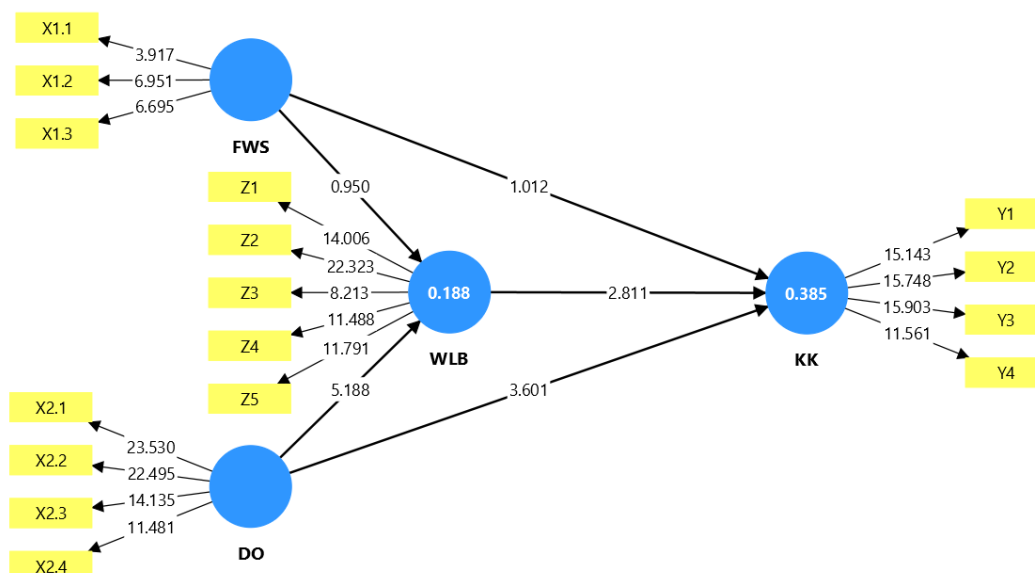 X1.1
3.917
X1.2
6.951
6.695
X1.3
FWS
Z1
0.950
1.012
Z2
14.006
22.323
Z3
8.213
11.488
Z4
11.791
Z5
0.188
WLB
2.811
5.188
3.601
0.385
KK
Y1
15.143
Y2
15.748
15.903
Y3
11.561
Y4
X2.1
23.530
X2.2
22.495
14.135
X2.3
11.481
X2.4
DO